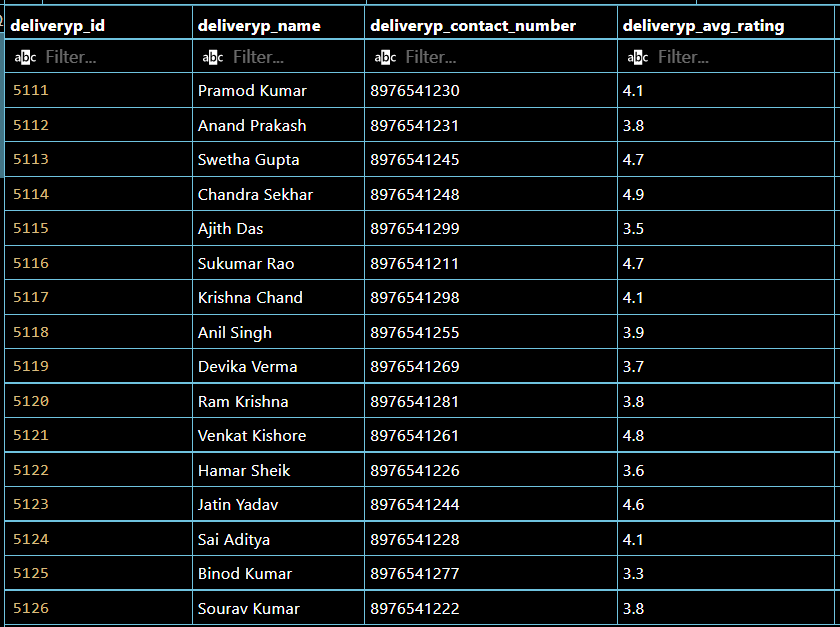 deliveryp_id deliveryp_name deliveryp_contact_number deliveryp_avg_rating
abc Filter... abc Filter... abc Filter... abc Filter...
5111 Pramod Kumar 8976541230 4.1
5112 Anand Prakash 8976541231 3.8
5113 Swetha Gupta 8976541245 4.7
5114 Chandra Sekhar 8976541248 4.9
5115 Ajith Das 8976541299 3.5
5116 Sukumar Rao 8976541211 4.7
5117 Krishna Chand 8976541298 4.1
5118 Anil Singh 8976541255 3.9
5119 Devika Verma 8976541269 3.7
5120 Ram Krishna 8976541281 3.8
5121 Venkat Kishore 8976541261 4.8
5122 Hamar Sheik 8976541226 3.6
5123 Jatin Yadav 8976541244 4.6
5124 Sai Aditya 8976541228 4.1
5125 Binod Kumar 8976541277 3.3
5126 Sourav Kumar 8976541222 3.8